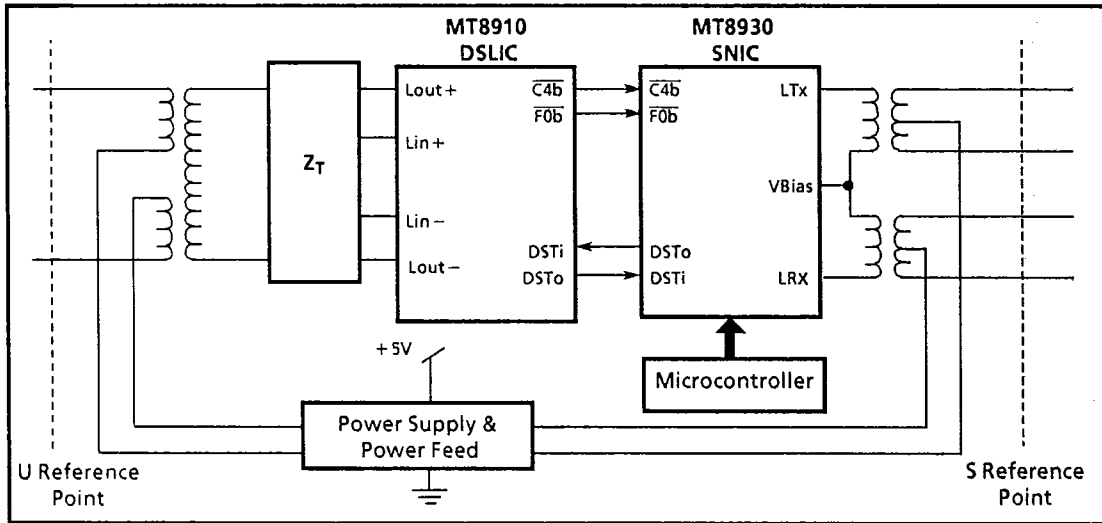 MT8910
DSLIC
MT8930
SNIC
Lout+
Lin+
Lin−
Lout−
C4b
F0b
DSTi
DSTo
C4b
F0b
DSTo
DSTi
LTx
VBias
LRX
ZT
+5V
Microcontroller
Power Supply &
Power Feed
U Reference
Point
S Reference
Point